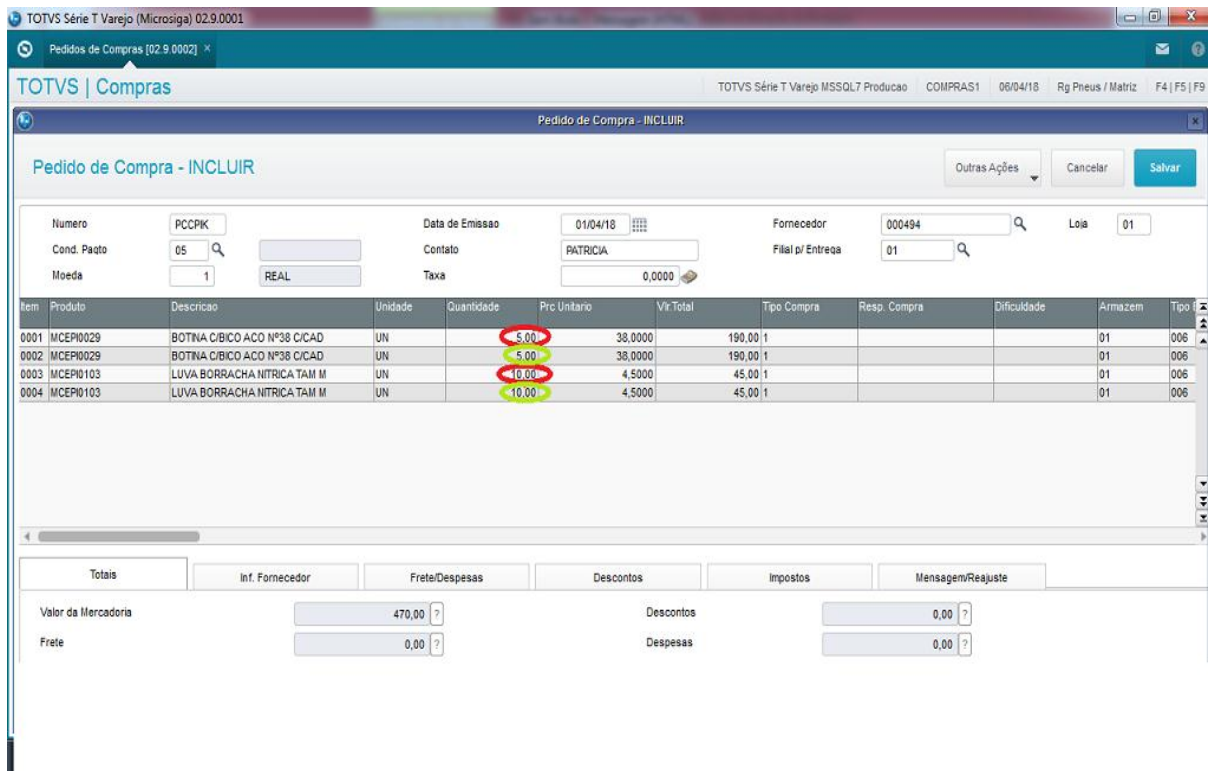 TOTVS Série T Varejo (Microsiga) 02.9.0001
Pedidos de Compras [02.9.0002] ×
TOTVS | Compras TOTVS Série T Varejo MSSQL7 Producao COMPRAS1 06/04/18 Rg Pneus / Matriz F4 | F5 | F9
Pedido de Compra - INCLUIR
Pedido de Compra - INCLUIR Outras Ações Cancelar Salvar
Numero PCCPIK Data de Emissao 01/04/18 Fornecedor 000494 Loja 01
Cond. Pagto 05 Contato PATRICIA Filial p/ Entrega 01
Moeda 1 REAL Taxa 0,0000
Item Produto Descricao Unidade Quantidade Prc Unitario Vlr.Total Tipo Compra Resp. Compra Dificuldade Armazem Tipo
0001 MCEPI0029 BOTINA C/BICO ACO Nº38 C/CAD UN 5,00 38,0000 190,00 1 01 006
0002 MCEPI0029 BOTINA C/BICO ACO Nº38 C/CAD UN 5,00 38,0000 190,00 1 01 006
0003 MCEPI0103 LUVA BORRACHA NITRICA TAM M UN 10,00 4,5000 45,00 1 01 006
0004 MCEPI0103 LUVA BORRACHA NITRICA TAM M UN 10,00 4,5000 45,00 1 01 006
Totais Inf. Fornecedor Frete/Despesas Descontos Impostos Mensagem/Reajuste
Valor da Mercadoria 470,00 ? Descontos 0,00 ?
Frete 0,00 ? Despesas 0,00 ?